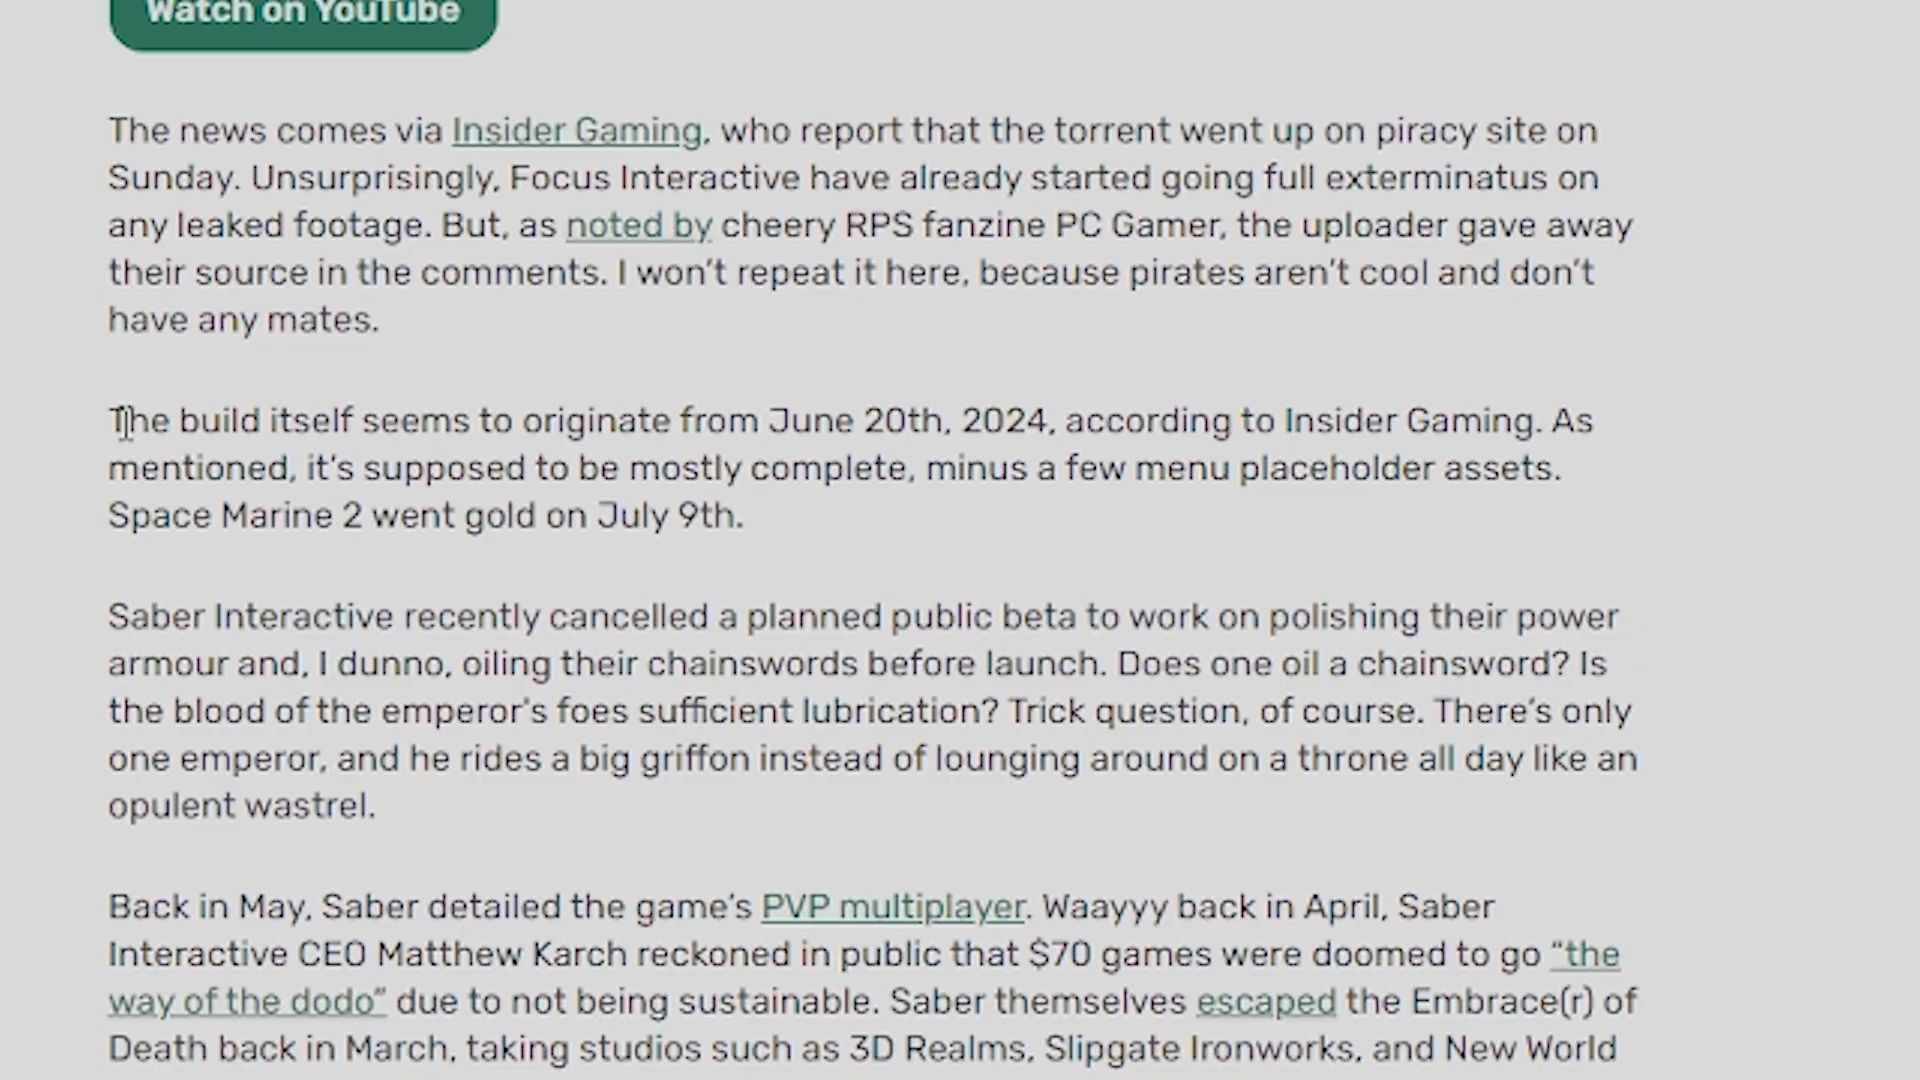 Watch on YouTube
The news comes via Insider Gaming, who report that the torrent went up on piracy site on
Sunday. Unsurprisingly, Focus Interactive have already started going full exterminatus on
any leaked footage. But, as noted by cheery RPS fanzine PC Gamer, the uploader gave away
their source in the comments. I won’t repeat it here, because pirates aren’t cool and don’t
have any mates.
The build itself seems to originate from June 20th, 2024, according to Insider Gaming. As
mentioned, it’s supposed to be mostly complete, minus a few menu placeholder assets.
Space Marine 2 went gold on July 9th.
Saber Interactive recently cancelled a planned public beta to work on polishing their power
armour and, I dunno, oiling their chainswords before launch. Does one oil a chainsword? Is
the blood of the emperor's foes sufficient lubrication? Trick question, of course. There’s only
one emperor, and he rides a big griffon instead of lounging around on a throne all day like an
opulent wastrel.
Back in May, Saber detailed the game’s PVP multiplayer. Waayyy back in April, Saber
Interactive CEO Matthew Karch reckoned in public that $70 games were doomed to go “the
way of the dodo” due to not being sustainable. Saber themselves escaped the Embrace(r) of
Death back in March, taking studios such as 3D Realms, Slipgate Ironworks, and New World